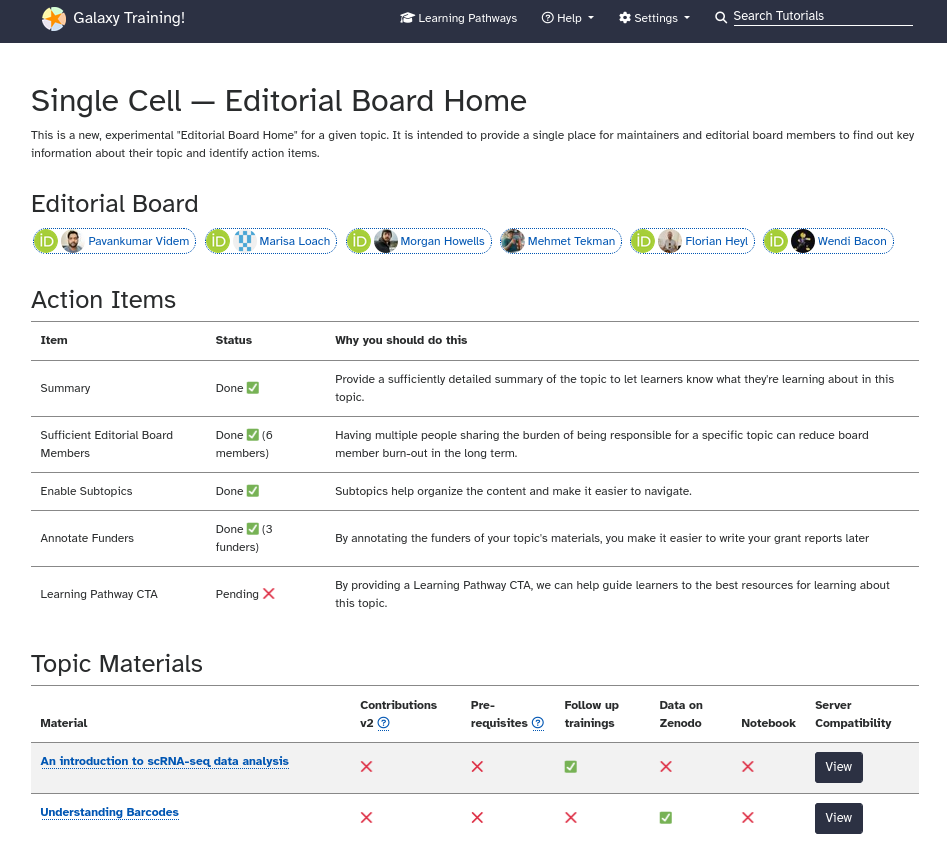 Galaxy Training!
Learning Pathways
Help
Settings
Search Tutorials
Single Cell — Editorial Board Home
This is a new, experimental "Editorial Board Home" for a given topic. It is intended to provide a single place for maintainers and editorial board members to find out key
information about their topic and identify action items.
Editorial Board
iD Pavankumar Videm
iD Marisa Loach
iD Morgan Howells
Mehmet Tekman
iD Florian Heyl
iD Wendi Bacon
Action Items
Item Status Why you should do this
Summary
Done ✅
Provide a sufficiently detailed summary of the topic to let learners know what they're learning about in this
topic.
Sufficient Editorial Board
Members
Done ✅ (6
members)
Having multiple people sharing the burden of being responsible for a specific topic can reduce board
member burn-out in the long term.
Enable Subtopics
Done ✅
Subtopics help organize the content and make it easier to navigate.
Annotate Funders
Done ✅ (3
funders)
By annotating the funders of your topic's materials, you make it easier to write your grant reports later
Learning Pathway CTA
Pending ❌
By providing a Learning Pathway CTA, we can help guide learners to the best resources for learning about
this topic.
Topic Materials
Material
Contributions
v2 ?
Pre-
requisites ?
Follow up
trainings
Data on
Zenodo
Notebook
Server
Compatibility
An introduction to scRNA-seq data analysis ❌ ❌ ✅ ❌ ❌ View
Understanding Barcodes ❌ ❌ ❌ ✅ ❌ View